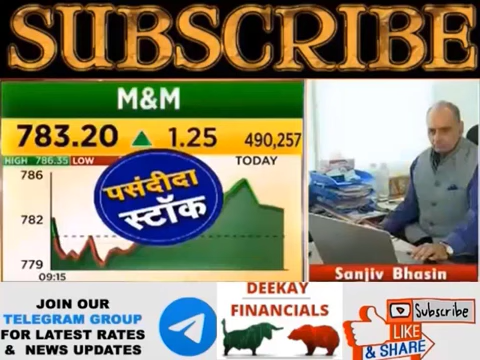 SUBSCRIBE
M&M
783.20 ▲ 1.25 490,257
HIGH 786.35 LOW TODAY
786
782
779
09:15
पसंदीदा
स्टॉक
Sanjiv Bhasin
JOIN OUR
TELEGRAM GROUP
FOR LATEST RATES
& NEWS UPDATES
DEEKAY
FINANCIALS
Subscribe
LIKE
& SHARE